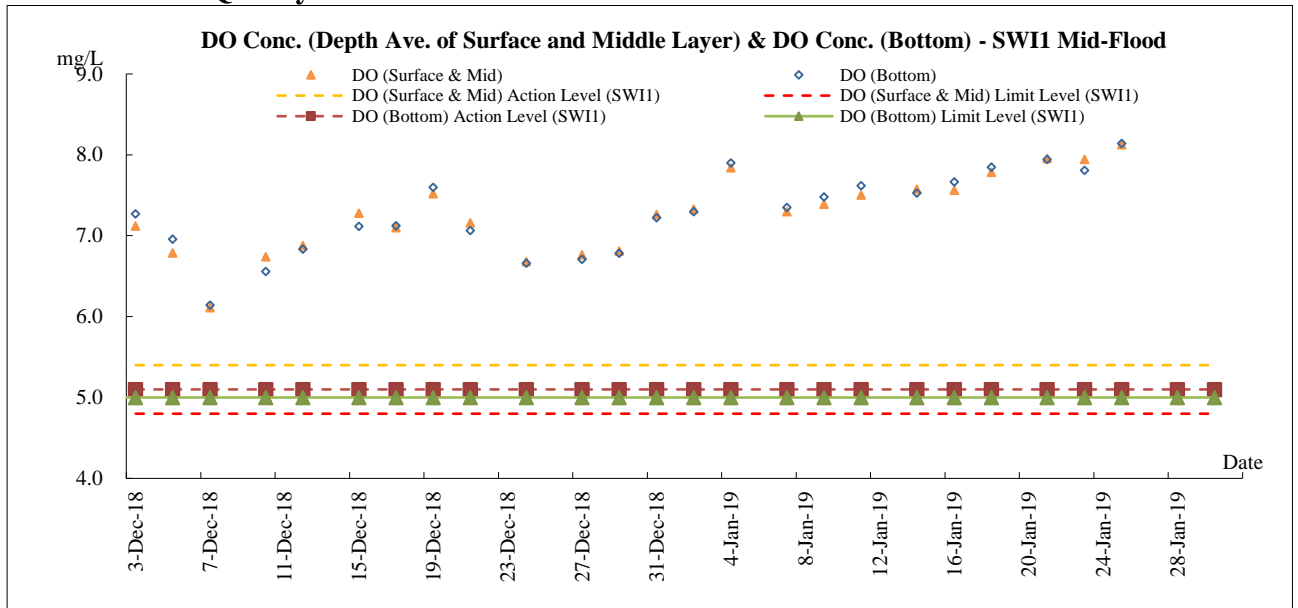 DO Conc. (Depth Ave. of Surface and Middle Layer) & DO Conc. (Bottom) - SWI1 Mid-Flood
mg/L
DO (Surface & Mid)
DO (Bottom)
DO (Surface & Mid) Action Level (SWI1)
DO (Surface & Mid) Limit Level (SWI1)
DO (Bottom) Action Level (SWI1)
DO (Bottom) Limit Level (SWI1)
9.0
8.0
7.0
6.0
5.0
4.0
Date
3-Dec-18
7-Dec-18
11-Dec-18
15-Dec-18
19-Dec-18
23-Dec-18
27-Dec-18
31-Dec-18
4-Jan-19
8-Jan-19
12-Jan-19
16-Jan-19
20-Jan-19
24-Jan-19
28-Jan-19